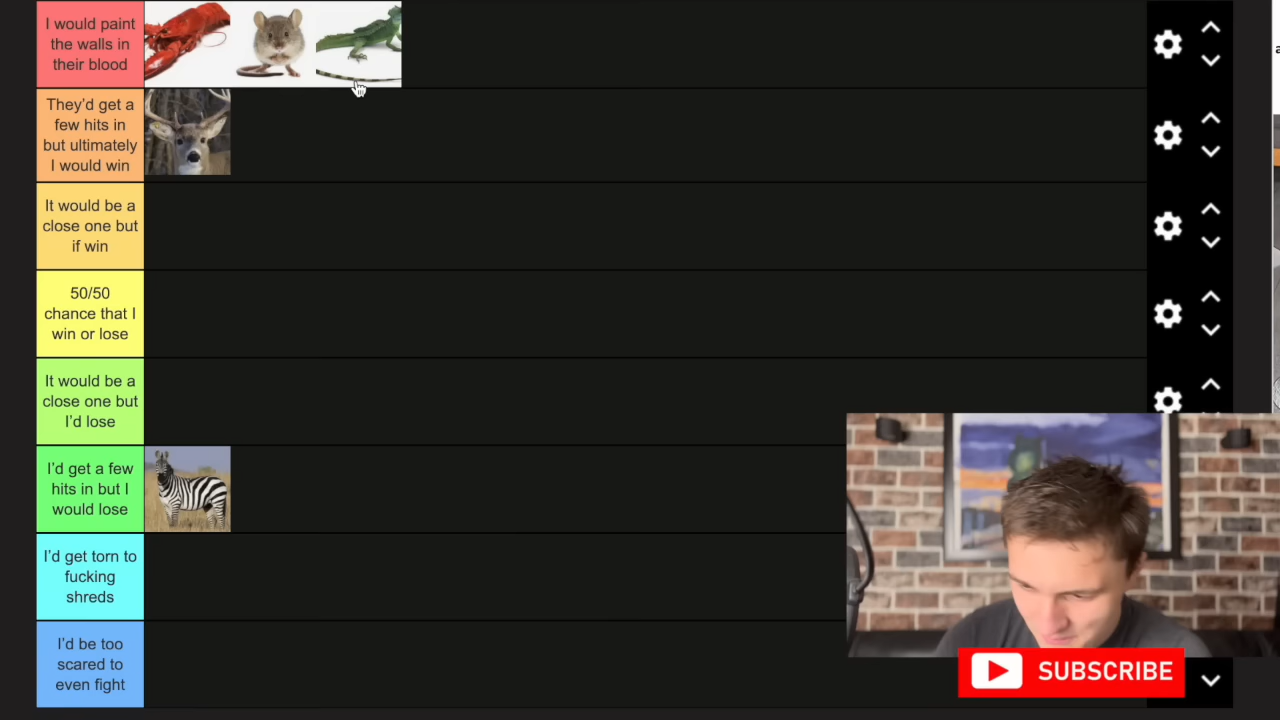 I would paint
the walls in
their blood
They'd get a
few hits in
but ultimately
I would win
It would be a
close one but
if win
50/50
chance that I
win or lose
It would be a
close one but
I'd lose
I'd get a few
hits in but I
would lose
I'd get torn to
fucking
shreds
I'd be too
scared to
even fight
SUBSCRIBE